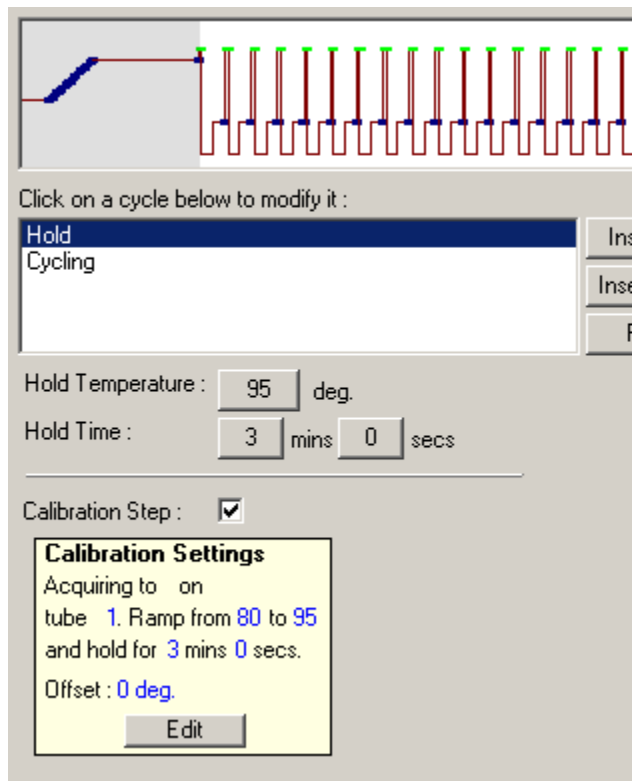 Click on a cycle below to modify it :
Hold
Cycling
Hold Temperature : 95 deg.
Hold Time : 3 mins 0 secs
Calibration Step :
Calibration Settings
Acquiring to on
tube 1. Ramp from 80 to 95
and hold for 3 mins 0 secs.
Offset : 0 deg.
Edit